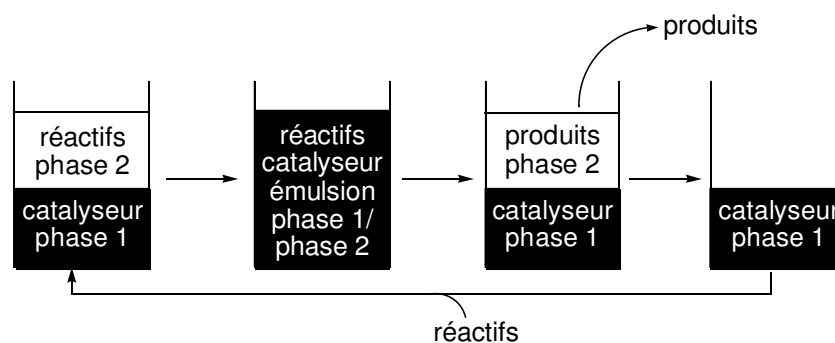 produits
réactifs
phase 2
catalyseur
phase 1
réactifs
catalyseur
émulsion
phase 1/
phase 2
produits
phase 2
catalyseur
phase 1
catalyseur
phase 1
réactifs